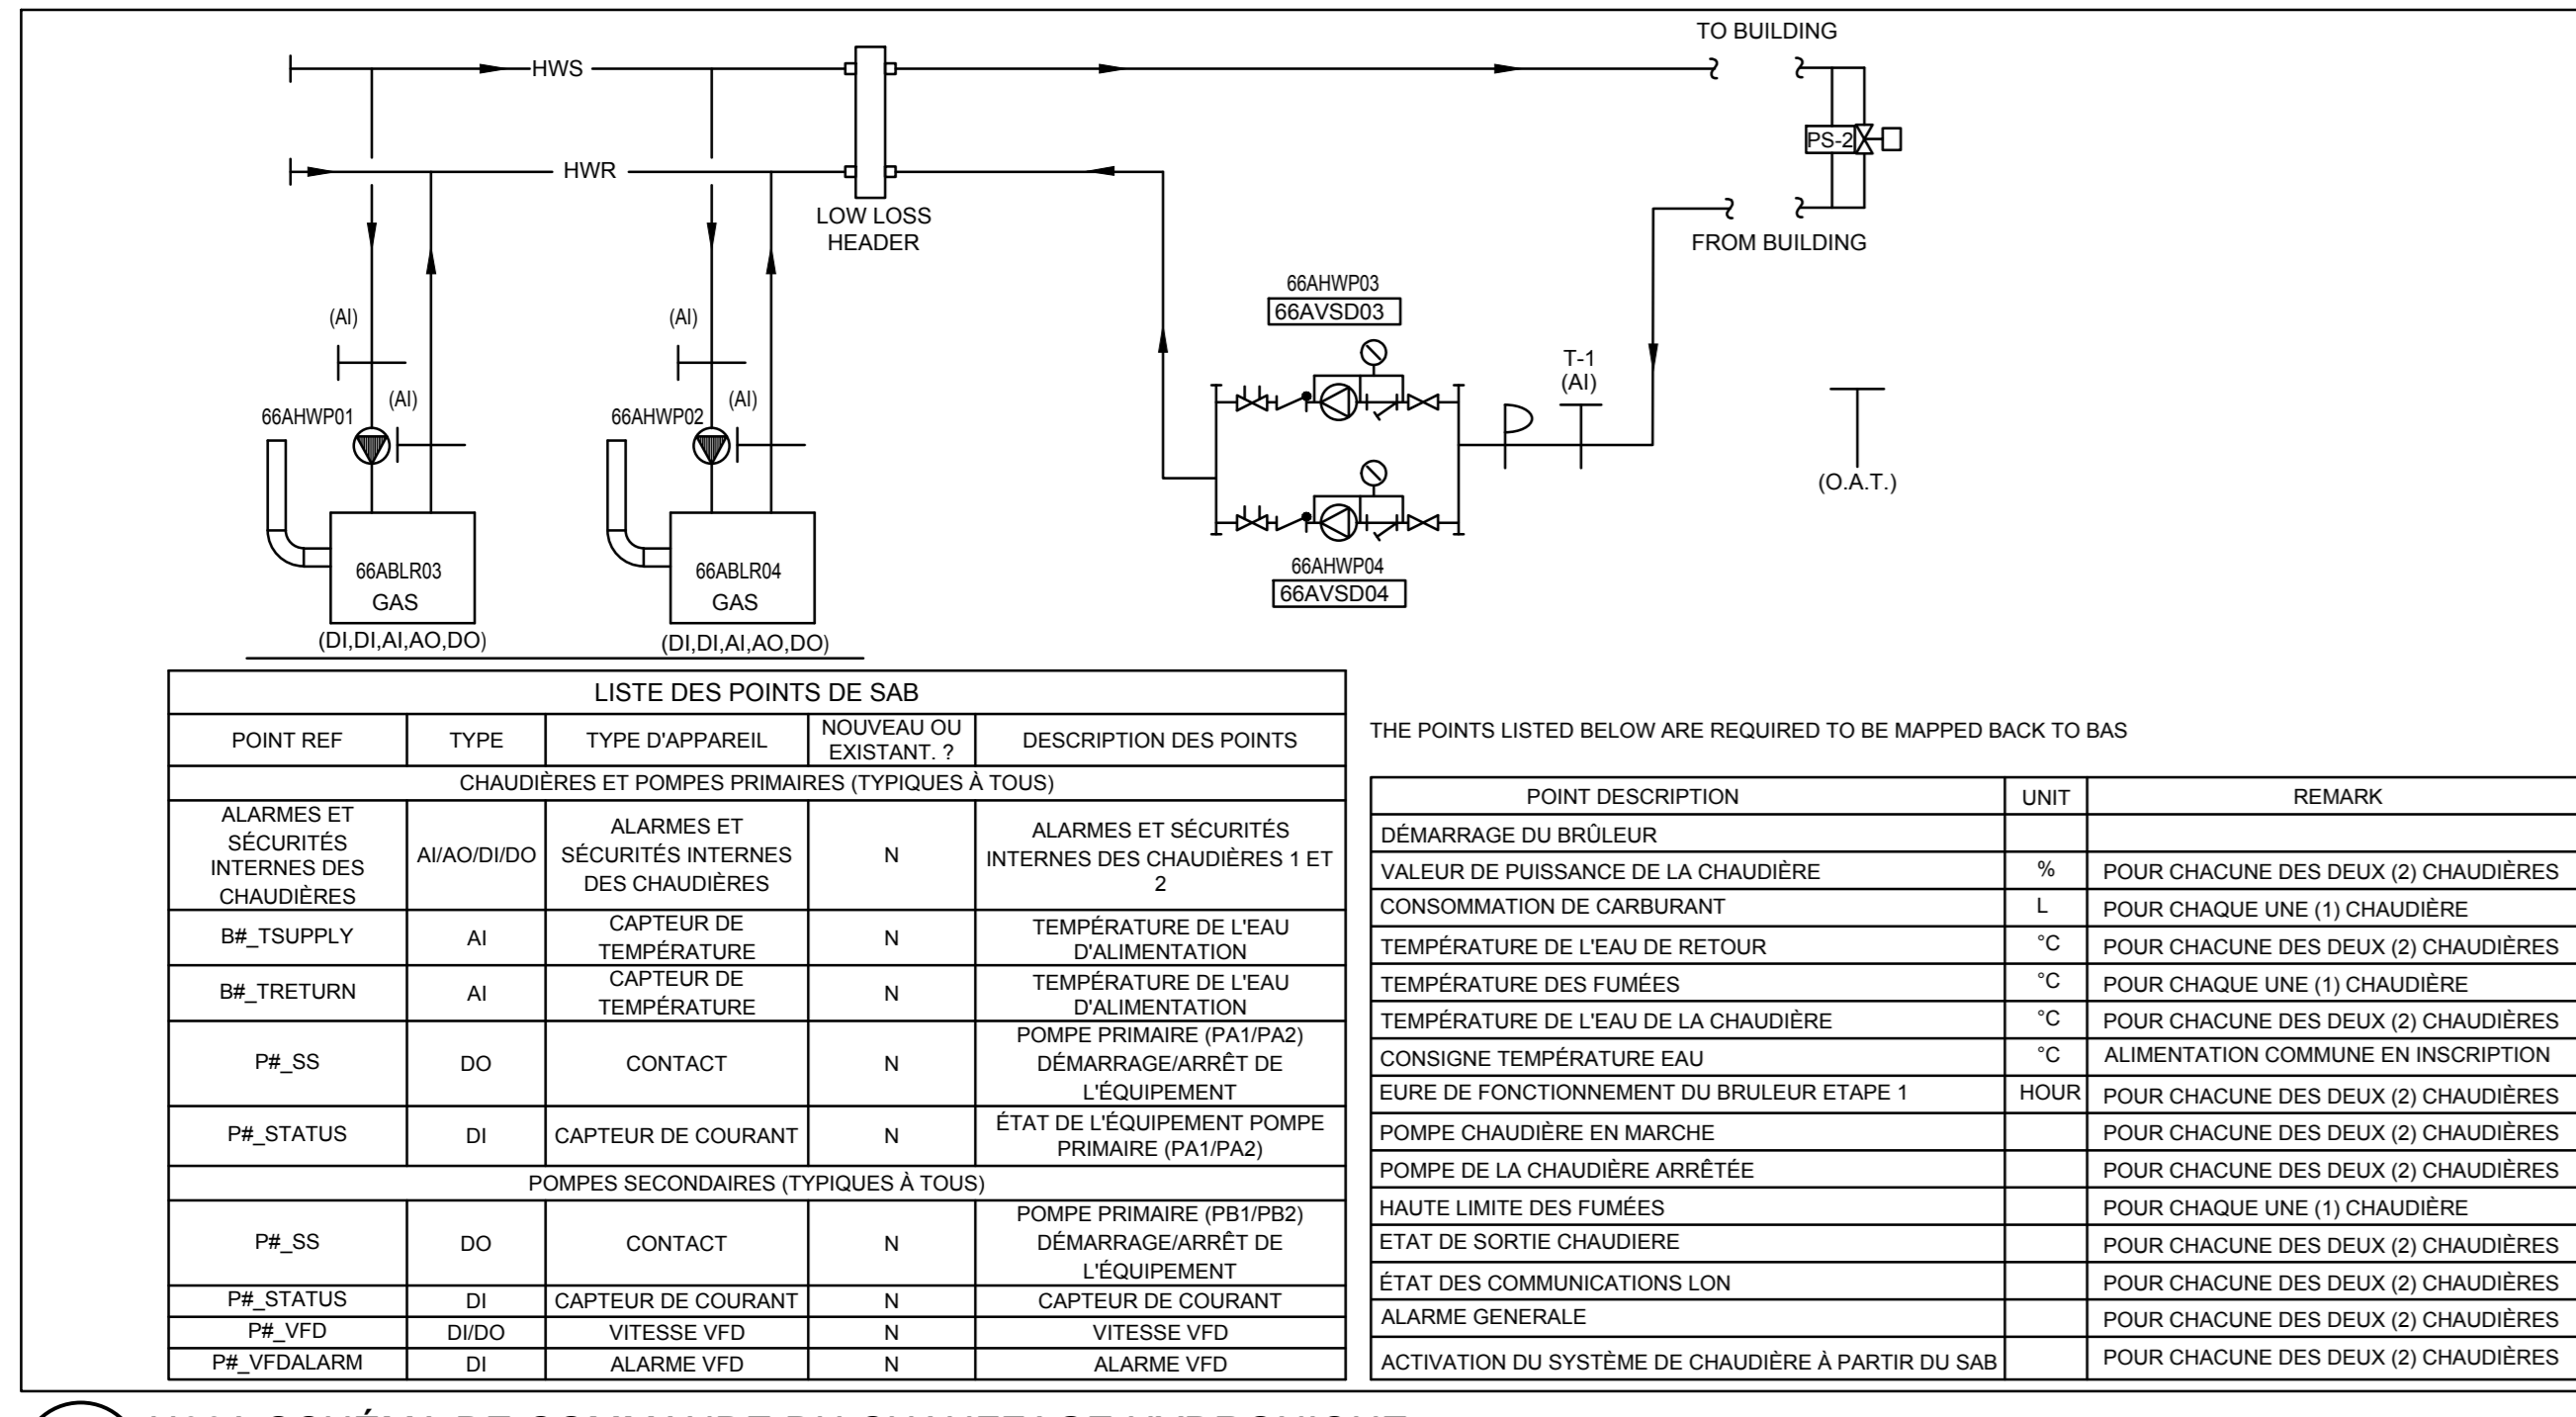 TO BUILDING
HWS
PS-2
HWR
LOW LOSS
HEADER
FROM BUILDING
66AHWP03
66AVSD03
(AI)
(AI)
T-1
(AI)
66AHWP01
(AI)
66AHWP02
(AI)
(O.A.T.)
66AHWP04
66AVSD04
66ABLR03
GAS
66ABLR04
GAS
(DI,DI,AI,AO,DO)
(DI,DI,AI,AO,DO)
LISTE DES POINTS DE SAB
POINT REF
TYPE
TYPE D'APPAREIL
NOUVEAU OU
EXISTANT. ?
DESCRIPTION DES POINTS
CHAUDIÈRES ET POMPES PRIMAIRES (TYPIQUES À TOUS)
ALARMES ET
SÉCURITÉS
INTERNES DES
CHAUDIÈRES
AI/AO/DI/DO
ALARMES ET
SÉCURITÉS INTERNES
DES CHAUDIÈRES
N
ALARMES ET SÉCURITÉS
INTERNES DES CHAUDIÈRES 1 ET
2
B#_TSUPPLY
AI
CAPTEUR DE
TEMPÉRATURE
N
TEMPÉRATURE DE L'EAU
D'ALIMENTATION
B#_TRETURN
AI
CAPTEUR DE
TEMPÉRATURE
N
TEMPÉRATURE DE L'EAU
D'ALIMENTATION
P#_SS
DO
CONTACT
N
POMPE PRIMAIRE (PA1/PA2)
DÉMARRAGE/ARRÊT DE
L'ÉQUIPEMENT
P#_STATUS
DI
CAPTEUR DE COURANT
N
ÉTAT DE L'ÉQUIPEMENT POMPE
PRIMAIRE (PA1/PA2)
POMPES SECONDAIRES (TYPIQUES À TOUS)
P#_SS
DO
CONTACT
N
POMPE PRIMAIRE (PB1/PB2)
DÉMARRAGE/ARRÊT DE
L'ÉQUIPEMENT
P#_STATUS
DI
CAPTEUR DE COURANT
N
CAPTEUR DE COURANT
P#_VFD
DI/DO
VITESSE VFD
N
VITESSE VFD
P#_VFDALARM
DI
ALARME VFD
N
ALARME VFD
THE POINTS LISTED BELOW ARE REQUIRED TO BE MAPPED BACK TO BAS
POINT DESCRIPTION
UNIT
REMARK
DÉMARRAGE DU BRÛLEUR
VALEUR DE PUISSANCE DE LA CHAUDIÈRE
%
POUR CHACUNE DES DEUX (2) CHAUDIÈRES
CONSOMMATION DE CARBURANT
L
POUR CHAQUE UNE (1) CHAUDIÈRE
TEMPÉRATURE DE L'EAU DE RETOUR
°C
POUR CHACUNE DES DEUX (2) CHAUDIÈRES
TEMPÉRATURE DES FUMÉES
°C
POUR CHAQUE UNE (1) CHAUDIÈRE
TEMPÉRATURE DE L'EAU DE LA CHAUDIÈRE
°C
POUR CHACUNE DES DEUX (2) CHAUDIÈRES
CONSIGNE TEMPÉRATURE EAU
°C
ALIMENTATION COMMUNE EN INSCRIPTION
EURE DE FONCTIONNEMENT DU BRULEUR ETAPE 1
HOUR
POUR CHACUNE DES DEUX (2) CHAUDIÈRES
POMPE CHAUDIÈRE EN MARCHE
POUR CHACUNE DES DEUX (2) CHAUDIÈRES
POMPE DE LA CHAUDIÈRE ARRÊTÉE
POUR CHACUNE DES DEUX (2) CHAUDIÈRES
HAUTE LIMITE DES FUMÉES
POUR CHAQUE UNE (1) CHAUDIÈRE
ETAT DE SORTIE CHAUDIERE
POUR CHACUNE DES DEUX (2) CHAUDIÈRES
ÉTAT DES COMMUNICATIONS LON
POUR CHACUNE DES DEUX (2) CHAUDIÈRES
ALARME GENERALE
POUR CHACUNE DES DEUX (2) CHAUDIÈRES
ACTIVATION DU SYSTÈME DE CHAUDIÈRE À PARTIR DU SAB
POUR CHACUNE DES DEUX (2) CHAUDIÈRES